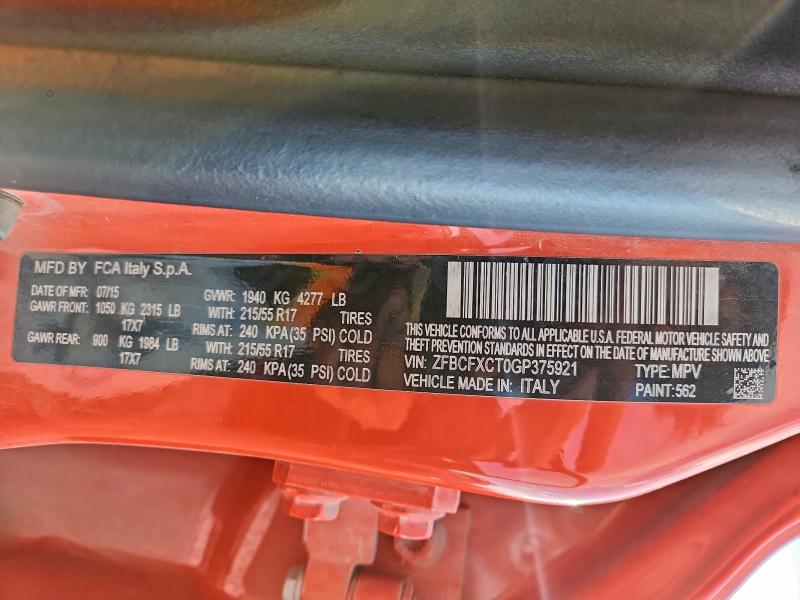 MFD BY FCA Italy S.p.A.
DATE OF MFR: 07/15 GVWR: 1940 KG 4277 LB
GAWR FRONT: 1050 KG 2315 LB WITH: 215/55 R17 TIRES
17X7 RIMS AT: 240 KPA(35 PSI) COLD
GAWR REAR: 900 KG 1984 LB WITH: 215/55 R17 TIRES
17X7 RIMS AT: 240 KPA(35 PSI) COLD
THIS VEHICLE CONFORMS TO ALL APPLICABLE U.S.A. FEDERAL MOTOR VEHICLE SAFETY AND
THEFT PREVENTION STANDARDS IN EFFECT ON THE DATE OF MANUFACTURE SHOWN ABOVE.
VIN: ZFBCFXCT0GP375921 TYPE: MPV
VEHICLE MADE IN: ITALY PAINT: 562